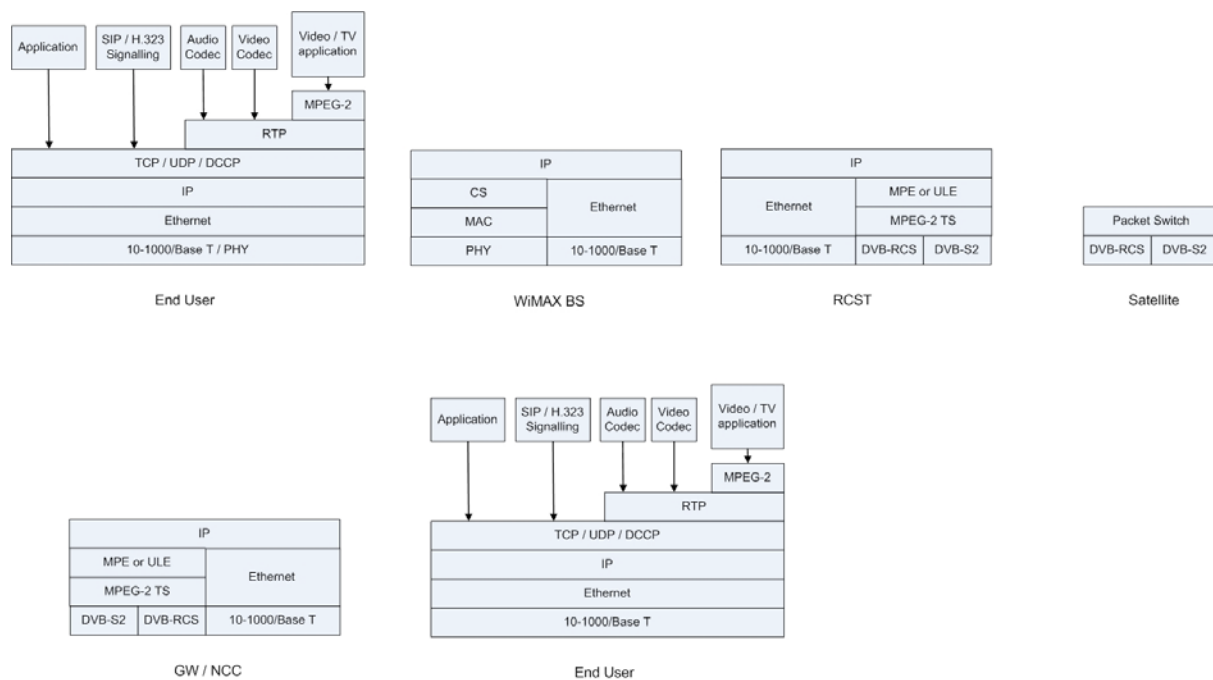 Application
SIP / H.323
Signalling
Audio
Codec
Video
Codec
Video / TV
application
MPEG-2
RTP
TCP / UDP / DCCP
IP
Ethernet
10-1000/Base T / PHY
End User
IP
CS
MAC
PHY
Ethernet
10-1000/Base T
WiMAX BS
IP
Ethernet
10-1000/Base T
MPE or ULE
MPEG-2 TS
DVB-RCS
DVB-S2
RCST
Packet Switch
DVB-RCS
DVB-S2
Satellite
IP
MPE or ULE
MPEG-2 TS
DVB-S2
DVB-RCS
Ethernet
10-1000/Base T
GW / NCC
Application
SIP / H.323
Signalling
Audio
Codec
Video
Codec
Video / TV
application
MPEG-2
RTP
TCP / UDP / DCCP
IP
Ethernet
10-1000/Base T
End User